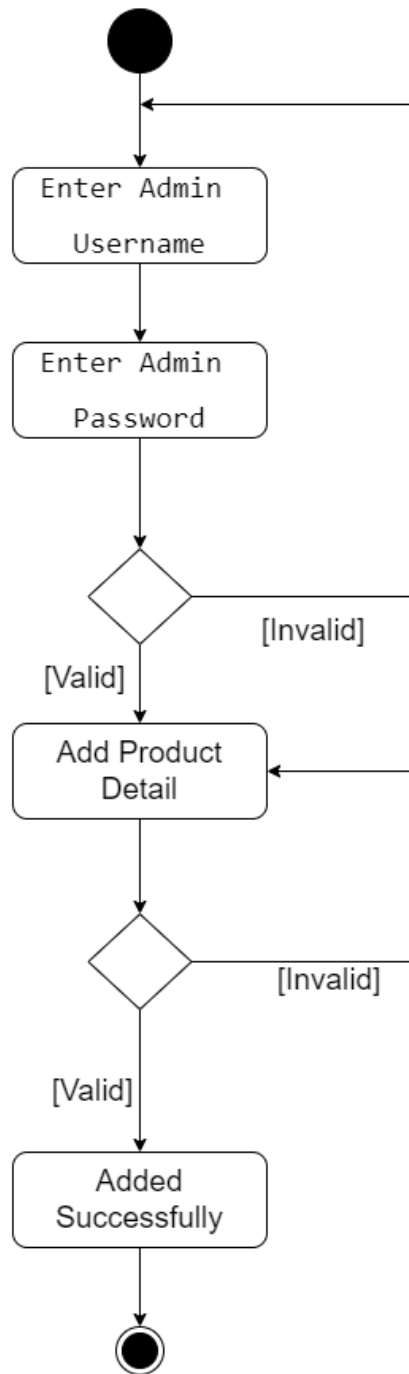 Enter Admin
Username
Enter Admin
Password
[Invalid]
[Valid]
Add Product
Detail
[Invalid]
[Valid]
Added
Successfully